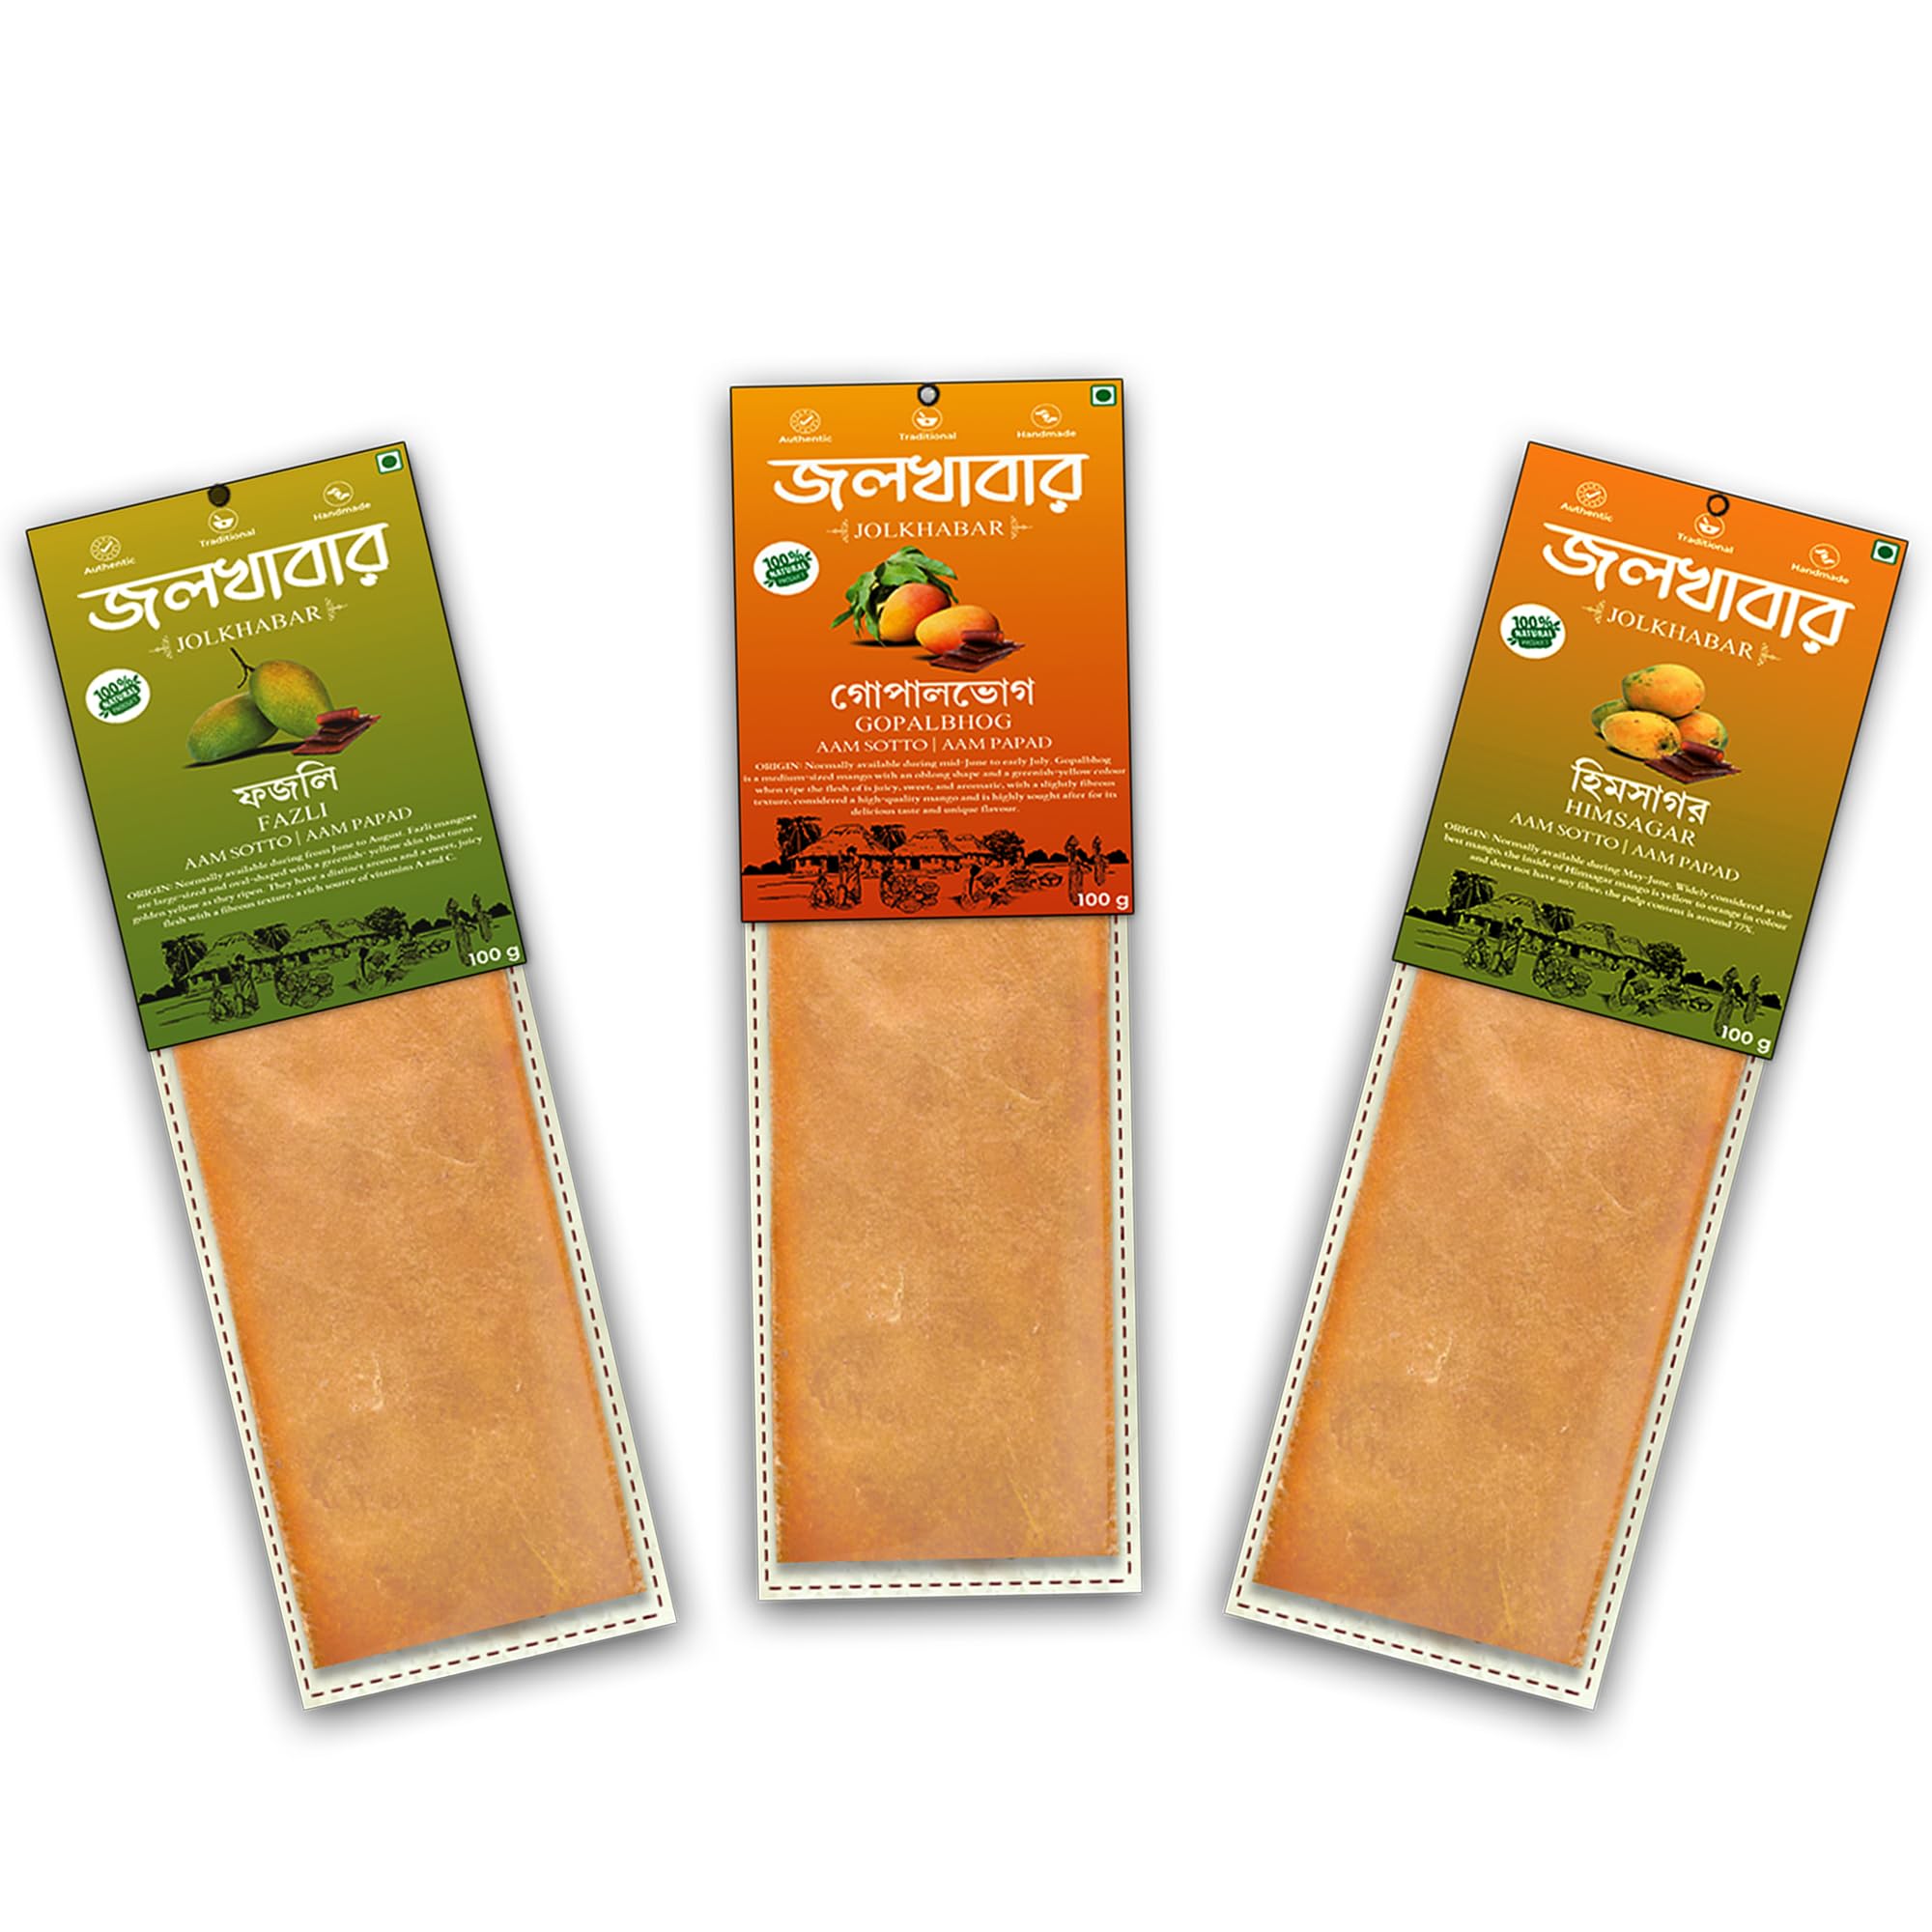 Authentic
Traditional
Handmade
জলখাবার
JOLKHABAR
100%
NATURAL
PRODUCT
ফজলি
FAZLI
AAM SOTTO | AAM PAPAD
ORIGIN: Normally available during from June to August. Fazli mangoes
are large-sized and oval-shaped with a greenish-yellow skin that turns
golden yellow as they ripen. They have a distinct aroma and a sweet, juicy
flesh with a fibrous texture, a rich source of vitamins A and C.
100 g
Authentic
Traditional
Handmade
জলখাবার
JOLKHABAR
100%
NATURAL
PRODUCT
গোপালভোগ
GOPALBHOG
AAM SOTTO | AAM PAPAD
ORIGIN: Normally available during mid-June to early July. Gopalbhog
is a medium-sized mango with an oblong shape and a greenish-yellow colour
when ripe the flesh of is juicy, sweet, and aromatic, with a slightly fibrous
texture, considered a high-quality mango and is highly sought after for its
delicious taste and unique flavour.
100 g
Authentic
Traditional
Handmade
জলখাবার
JOLKHABAR
100%
NATURAL
PRODUCT
হিমসাগর
HIMSAGAR
AAM SOTTO | AAM PAPAD
ORIGIN: Normally available during May-June. Widely considered as the
best mango, the inside of Himsagar mango is yellow to orange in colour
and does not have any fibre, the pulp content is around 77%.
100 g